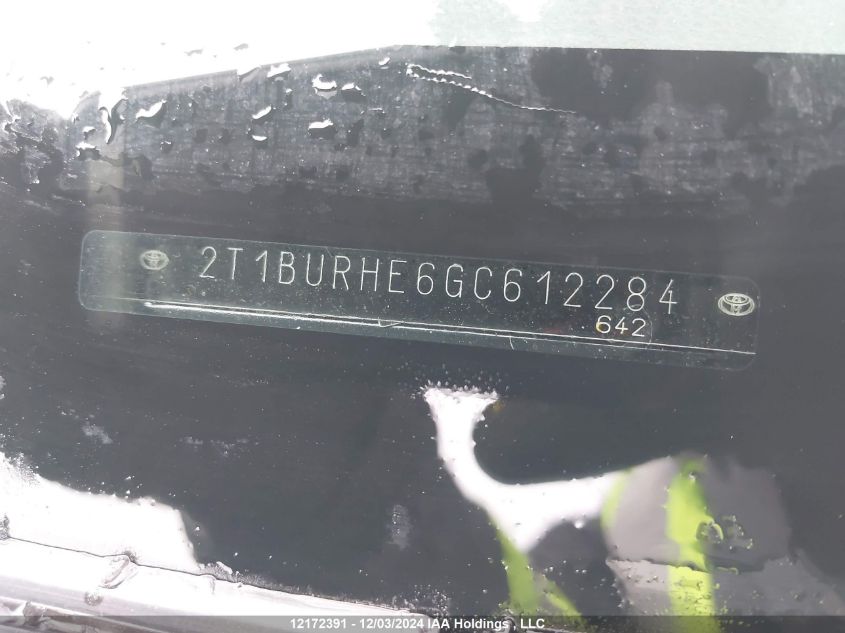 2T1BURHE6GC612284
642
12172391 - 12/03/2024 IAA Holdings , LLC